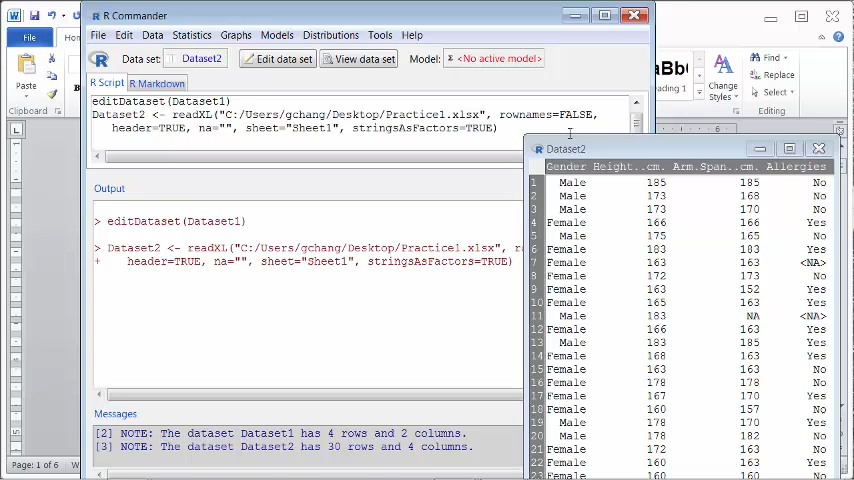 R Commander
File Edit Data Statistics Graphs Models Distributions Tools Help
Data set: Dataset2 Edit data set View data set Model: <No active model>
R Script R Markdown
editDataset(Dataset1)
Dataset2 <- readXL("C:/Users/gchang/Desktop/Practice1.xlsx", rownames=FALSE,
header=TRUE, na="", sheet="Sheet1", stringsAsFactors=TRUE)
Output
> editDataset(Dataset1)
> Dataset2 <- readXL("C:/Users/gchang/Desktop/Practice1.xlsx",
+ header=TRUE, na="", sheet="Sheet1", stringsAsFactors=TRUE)
Messages
[2] NOTE: The dataset Dataset1 has 4 rows and 2 columns.
[3] NOTE: The dataset Dataset2 has 30 rows and 4 columns.
Dataset2
Gender Height..cm. Arm.Span..cm. Allergies
1 Male 185 185 No
2 Male 173 168 No
3 Male 173 170 No
4 Female 166 166 Yes
5 Male 175 165 No
6 Female 183 183 Yes
7 Female 163 163 <NA>
8 Female 172 173 No
9 Female 163 152 Yes
10 Female 165 163 Yes
11 Male 183 NA <NA>
12 Female 166 163 Yes
13 Male 183 185 Yes
14 Female 168 163 Yes
15 Female 163 163 No
16 Female 178 178 No
17 Female 167 170 Yes
18 Female 160 157 No
19 Male 178 170 Yes
20 Male 178 182 No
21 Female 172 163 No
22 Female 160 163 Yes
23 Female 165 163 No
File
Paste
Clipboard
Change
Styles
Find
Replace
Select
Editing
6
Page: 1 of 6